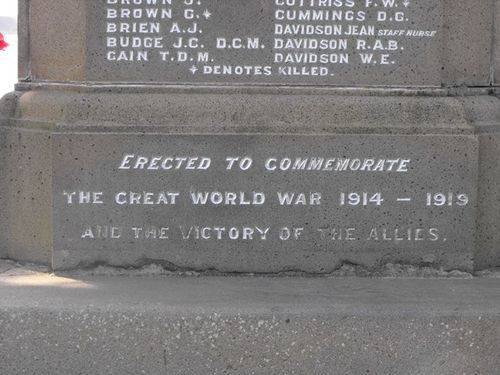 BROWN G.
CUMMINGS D.G.
BRIEN A.J.
DAVIDSON JEAN STAFF NURSE
BUDGE J.C. D.C.M.
DAVIDSON R.A.B.
CAIN T.D.M.
DAVIDSON W.E.
DENOTES KILLED.
ERECTED TO COMMEMORATE
THE GREAT WORLD WAR 1914 – 1919
AND THE VICTORY OF THE ALLIES.